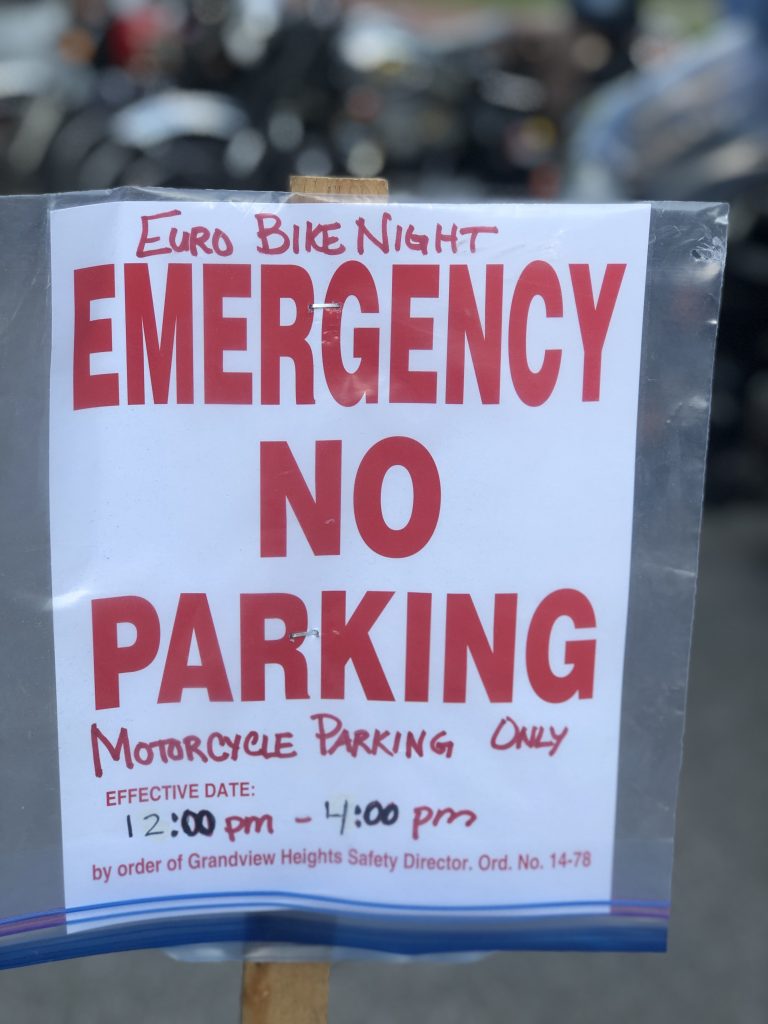 Euro Bike Night
EMERGENCY
NO
PARKING
Motorcycle Parking Only
EFFECTIVE DATE:
12:00 pm - 4:00 pm
by order of Grandview Heights Safety Director. Ord. No. 14-78